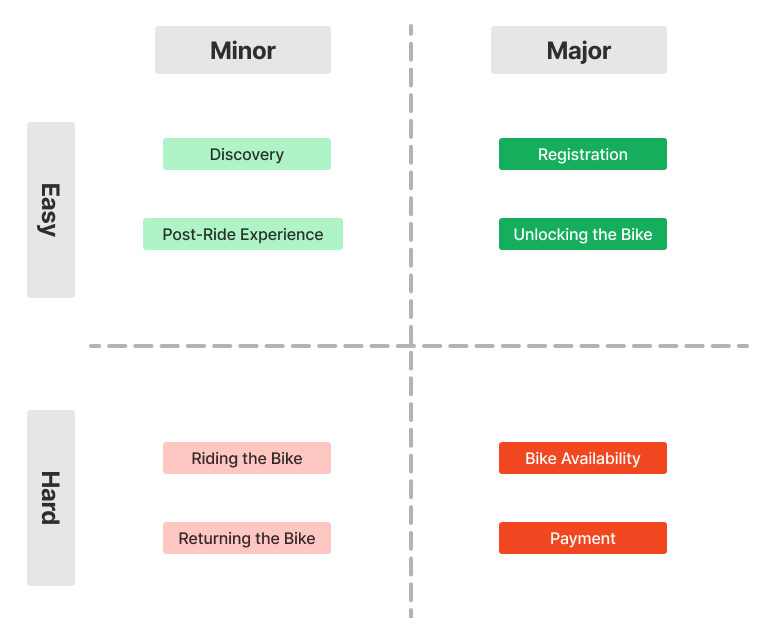 Minor
Major
Easy
Discovery
Registration
Post-Ride Experience
Unlocking the Bike
Hard
Riding the Bike
Bike Availability
Returning the Bike
Payment